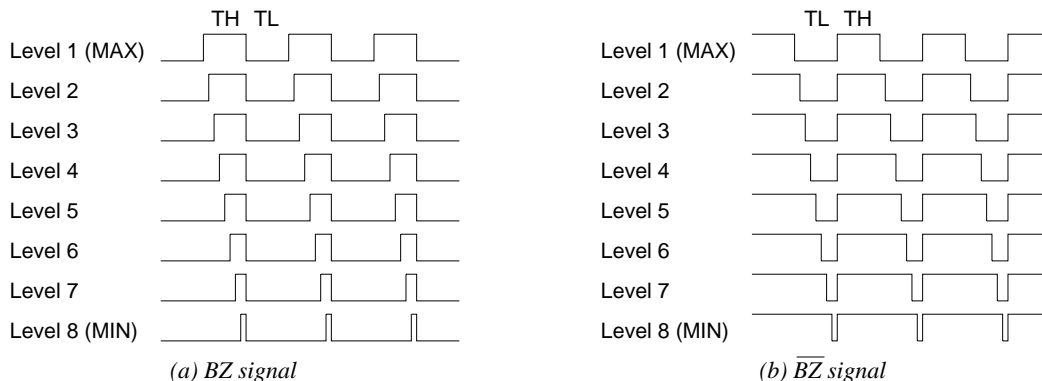 TH TL
Level 1 (MAX)
Level 2
Level 3
Level 4
Level 5
Level 6
Level 7
Level 8 (MIN)
(a) BZ signal
TL TH
Level 1 (MAX)
Level 2
Level 3
Level 4
Level 5
Level 6
Level 7
Level 8 (MIN)
(b) B̅Z̅ signal